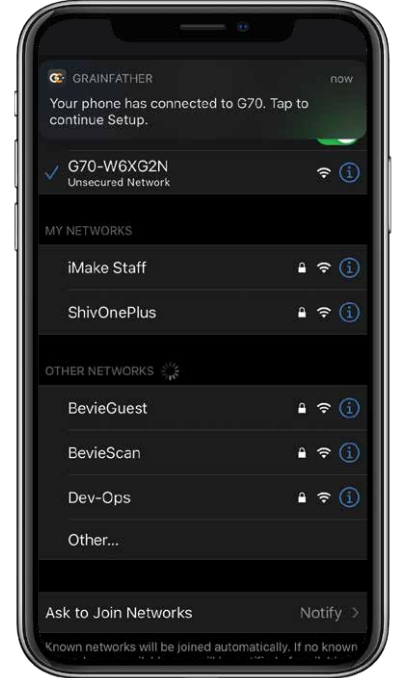 GRAINFATHER now
Your phone has connected to G70. Tap to
continue Setup.
G70-W6XG2N
Unsecured Network
MY NETWORKS
iMake Staff
ShivOnePlus
OTHER NETWORKS
BevieGuest
BevieScan
Dev-Ops
Other...
Ask to Join Networks Notify
Known networks will be joined automatically. If no known